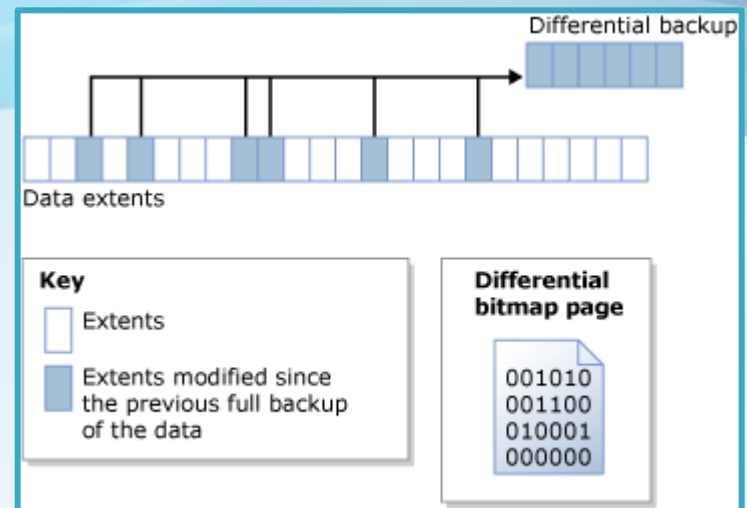 Differential backup
Data extents
Key
Extents
Extents modified since
the previous full backup
of the data
Differential
bitmap page
001010
001100
010001
000000